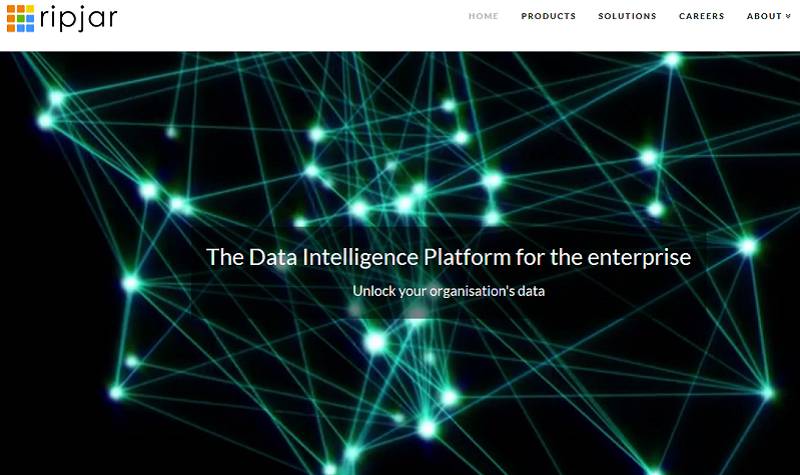 ripjar
HOME PRODUCTS SOLUTIONS CAREERS ABOUT
The Data Intelligence Platform for the enterprise
Unlock your organisation's data